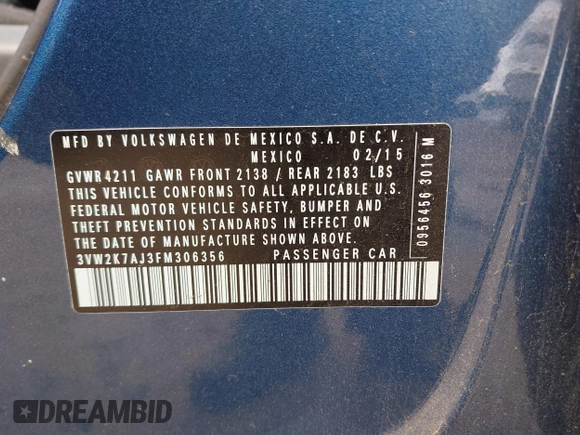 MFD BY VOLKSWAGEN DE MEXICO S.A. DE C.V.
MEXICO 02/15
GVWR 4211 GAWR FRONT 2138 / REAR 2183 LBS
THIS VEHICLE CONFORMS TO ALL APPLICABLE U.S.
FEDERAL MOTOR VEHICLE SAFETY, BUMPER AND
THEFT PREVENTION STANDARDS IN EFFECT ON
THE DATE OF MANUFACTURE SHOWN ABOVE.
3VW2K7AJ3FM306356 PASSENGER CAR
0956456 3016 M
DREAMBID